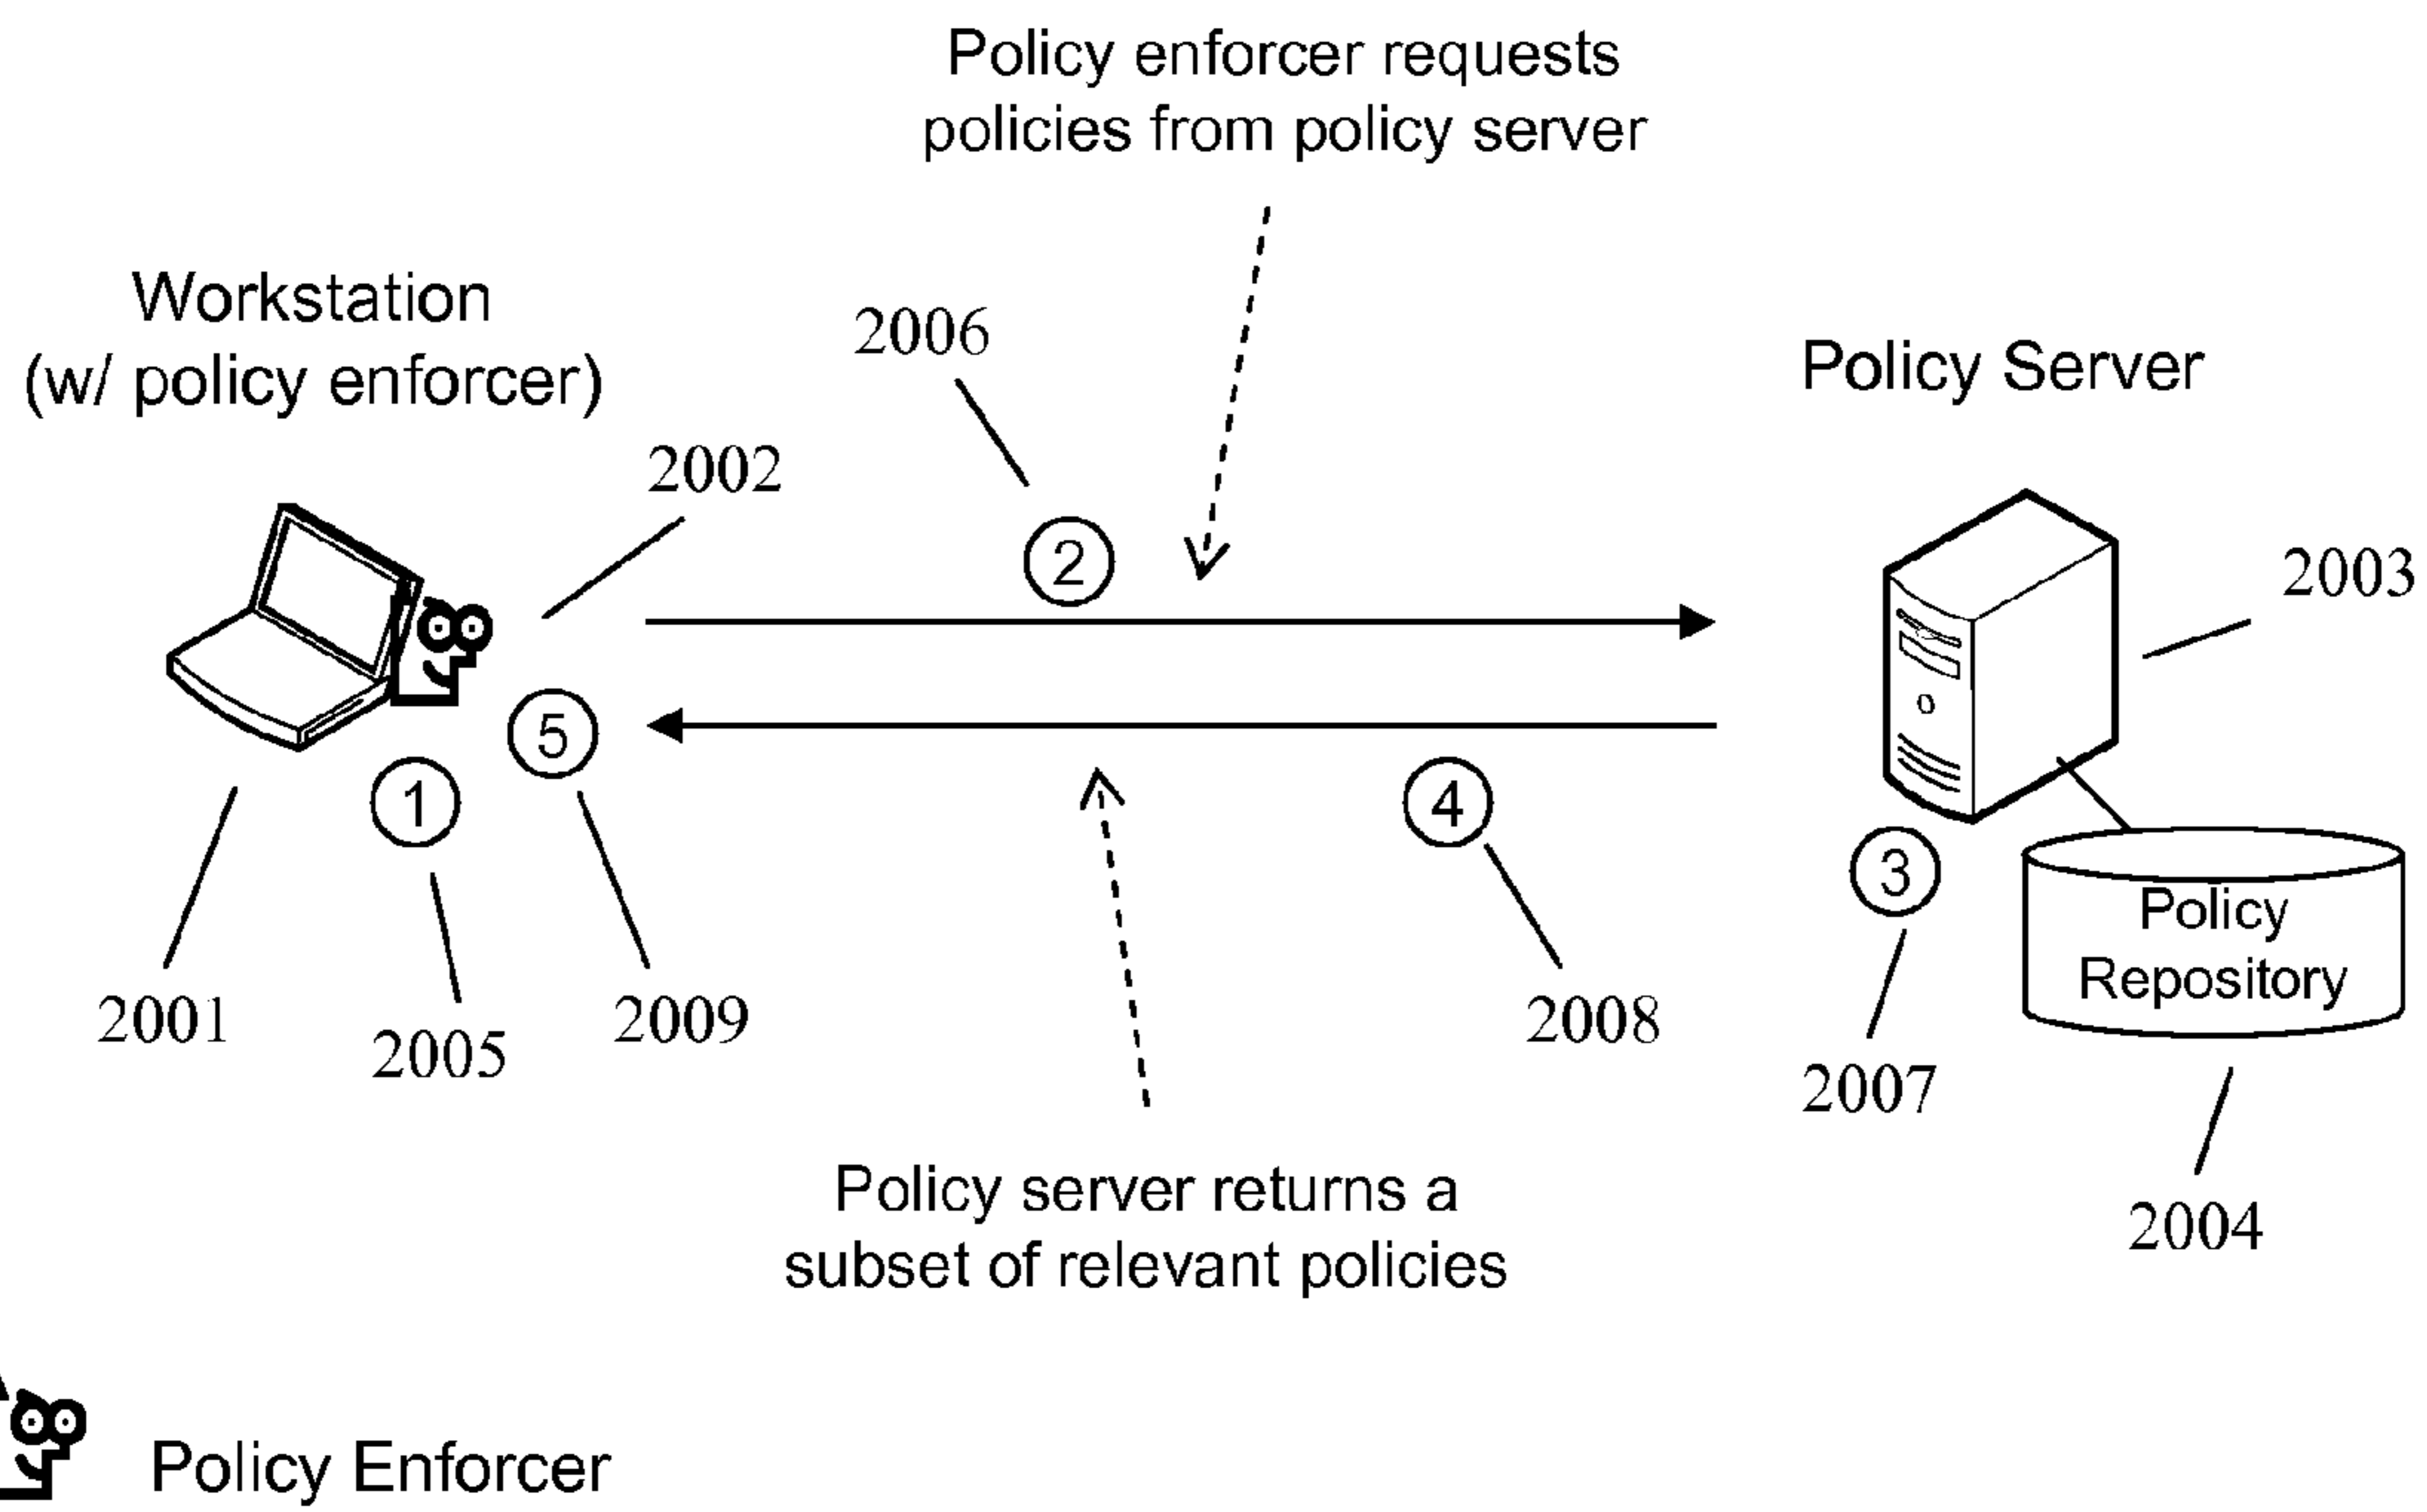 Policy enforcer requests
policies from policy server
Workstation
(w/ policy enforcer)
2006
Policy Server
2002
2
2003
5
1
4
3
Policy
Repository
2001
2005
2009
2008
2007
2004
Policy server returns a
subset of relevant policies
Policy Enforcer